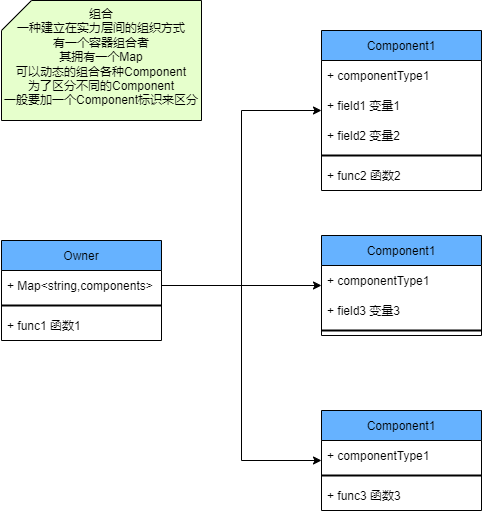 组合
一种建立在实力层间的组织方式
有一个容器组合者
其拥有一个Map
可以动态的组合各种Component
为了区分不同的Component
一般要加一个Component标识来区分
Component1
+ componentType1
+ field1 变量1
+ field2 变量2
+ func2 函数2
Owner
+ Map<string,components>
+ func1 函数1
Component1
+ componentType1
+ field3 变量3
Component1
+ componentType1
+ func3 函数3